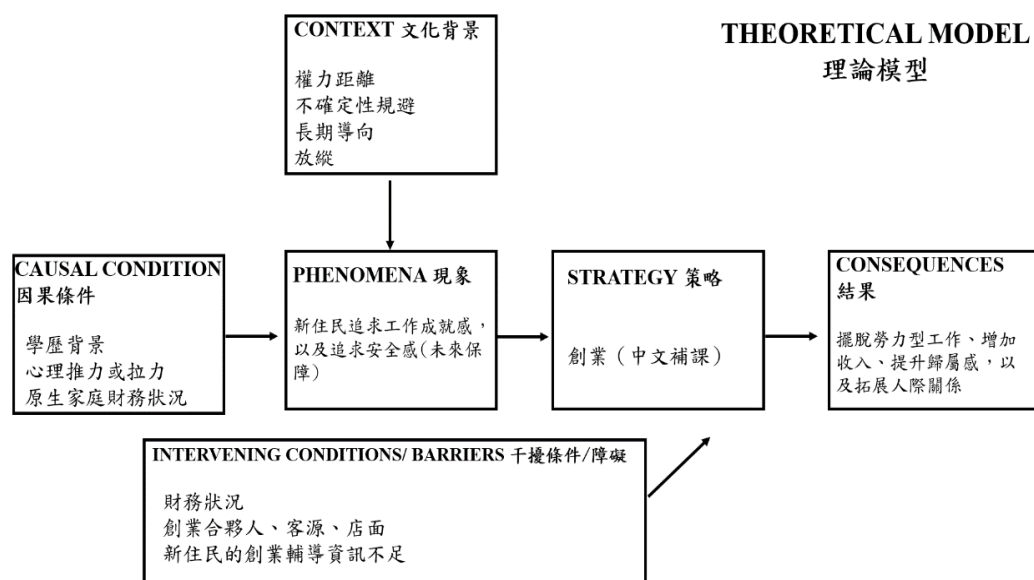 THEORETICAL MODEL
理論模型
CONTEXT 文化背景
權力距離
不確定性規避
長期導向
放縱
CAUSAL CONDITION
因果條件
學歷背景
心理推力或拉力
原生家庭財務狀況
PHENOMENA 現象
新住民追求工作成就感，
以及追求安全感(未來保
障)
STRATEGY 策略
創業（中文補課）
CONSEQUENCES
結果
擺脫勞力型工作、增加
收入、提升歸屬感，以
及拓展人際關係
INTERVENING CONDITIONS/ BARRIERS 干擾條件/障礙
財務狀況
創業合夥人、客源、店面
新住民的創業輔導資訊不足